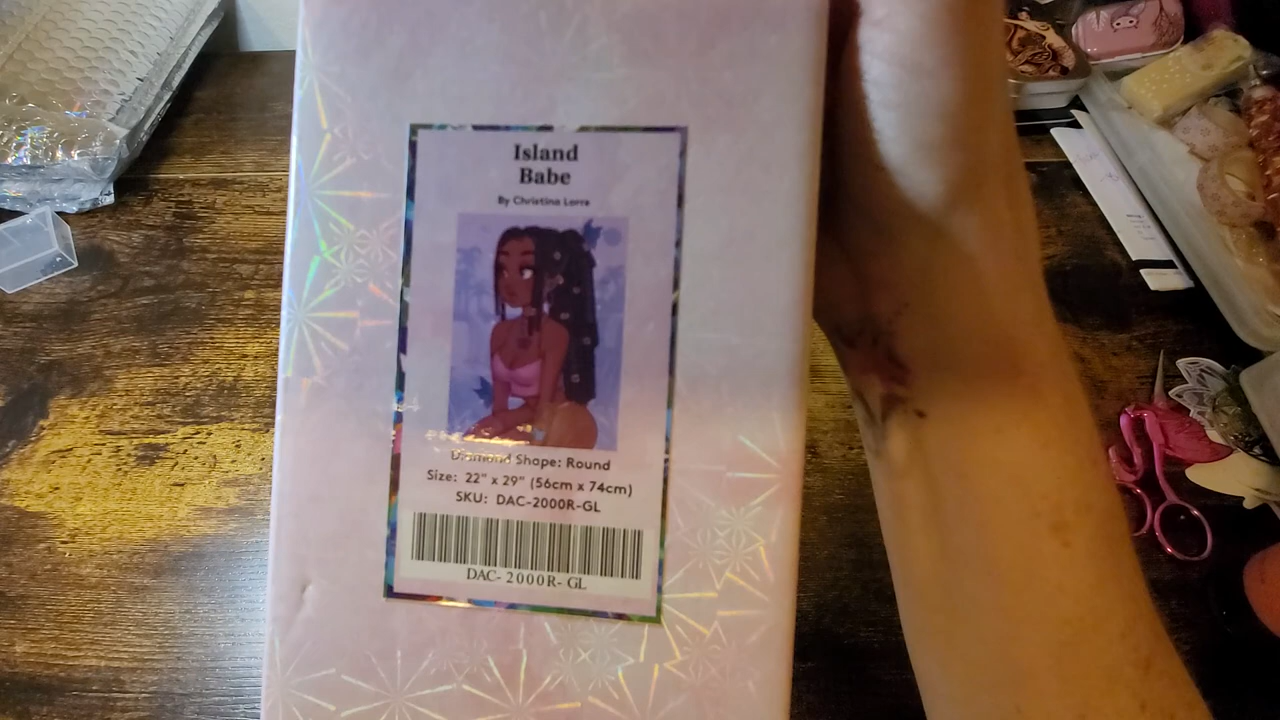 Island
Babe
By Christina Lorre
Diamond Shape: Round
Size: 22" x 29" (56cm x 74cm)
SKU: DAC-2000R-GL
DAC- 2000R- GL